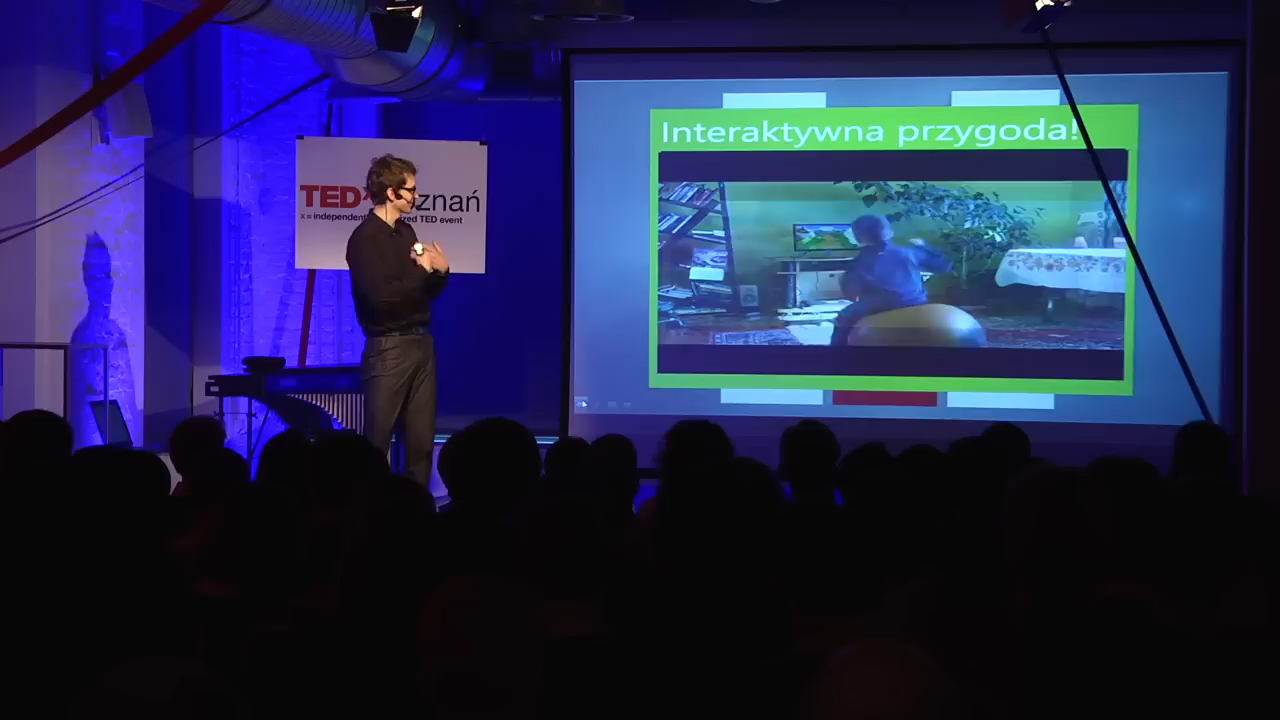 TEDx znań
x = independent zed TED event
Interaktywna przygoda!